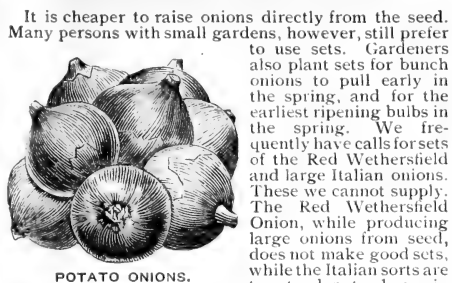 It is cheaper to raise onions directly from the seed.
Many persons with small gardens, however, still prefer
to use sets. Gardeners
also plant sets for bunch
onions to pull early in
the spring, and for the
earliest ripening bulbs in
the spring. We fre-
quently have calls for sets
of the Red Wethersfield
and large Italian onions.
These we cannot supply.
The Red Wethersfield
Onion, while producing
large onions from seed,
does not make good sets,
while the Italian sorts are
POTATO ONIONS.